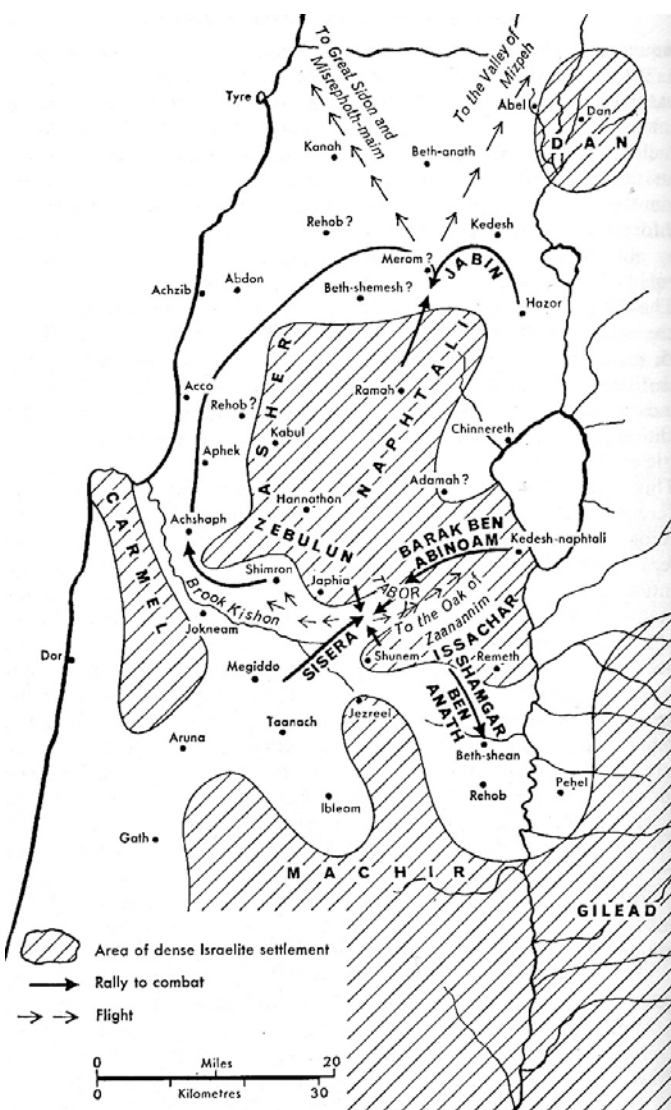 To Great Sidon and
Misrephoth-maim
To the Valley of
Mizpeh
Tyre
Abel
Dan
DAN
Kanah
Beth-anath
Rehob ?
Kedesh
Merom ?
JABIN
Achzib
Abdon
Beth-shemesh ?
Hazor
ASHER
NAPHTALI
Acco
Ramah
Rehob ?
Kabul
Chinnereth
Aphek
Adamah ?
CARMEL
Hannathon
Achshaph
ZEBULUN
BARAK BEN
ABINOAM
Kedesh-naphtali
Shimron
Japhia
TABOR
Brook Kishon
To the Oak of
Zaanannim
Jokneam
ISSACHAR
Dor
SISERA
Shunem
Remeth
Megiddo
SHAMGAR
BEN
ANATH
Jezreel
Taanach
Aruna
Beth-shean
Ibleam
Rehob
Pehel
Gath
MACHIR
GILEAD
Area of dense Israelite settlement
Rally to combat
Flight
0 Miles 20
0 Kilometres 30